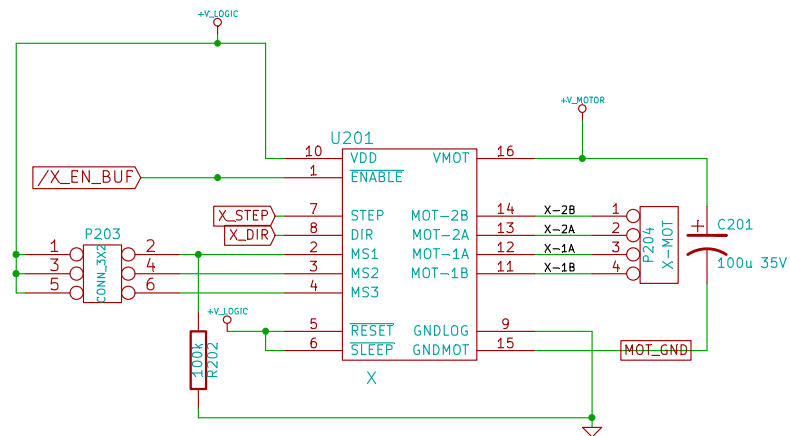 +V_LOGIC
+V_MOTOR
U201
10 VDD VMOT 16
/X_EN_BUF 1 ENABLE
X_STEP 7 STEP MOT-2B 14 X-2B 1
X_DIR 8 DIR MOT-2A 13 X-2A 2
P203
1 2 2 MS1 MOT-1A 12 X-1A 3
3 4 3 MS2 MOT-1B 11 X-1B 4
5 6 4 MS3
CONN_3X2
P204
X-MOT
C201
100u 35V
+V_LOGIC
5 RESET GNDLOG 9
6 SLEEP GNDMOT 15 MOT_GND
100k
R202
X